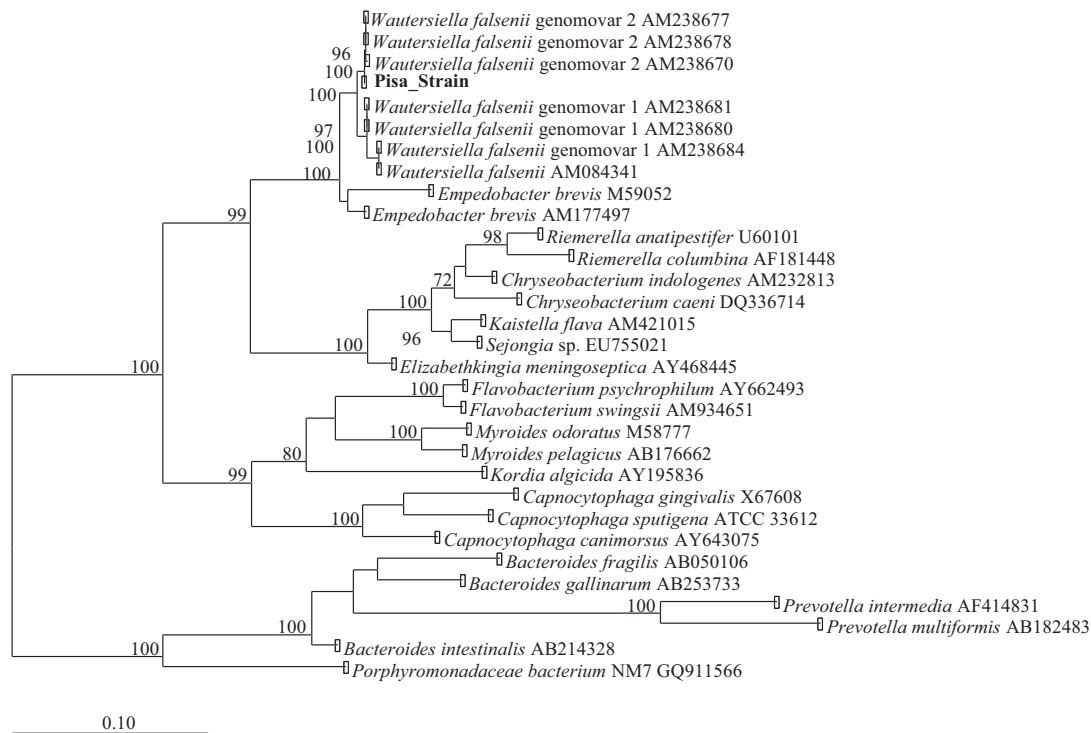 Wautersiella falsenii genomovar 2 AM238677
Wautersiella falsenii genomovar 2 AM238678
96
Wautersiella falsenii genomovar 2 AM238670
100
Pisa_Strain
100
Wautersiella falsenii genomovar 1 AM238681
97
Wautersiella falsenii genomovar 1 AM238680
100
Wautersiella falsenii genomovar 1 AM238684
100
Wautersiella falsenii AM084341
Empedobacter brevis M59052
99
Empedobacter brevis AM177497
98
Riemerella anatipestifer U60101
Riemerella columbina AF181448
72
Chryseobacterium indologenes AM232813
100
Chryseobacterium caeni DQ336714
Kaistella flava AM421015
100
96
Sejongia sp. EU755021
100
Elizabethkingia meningoseptica AY468445
100
Flavobacterium psychrophilum AY662493
Flavobacterium swingsii AM934651
100
Myroides odoratus M58777
80
Myroides pelagicus AB176662
99
Kordia algicida AY195836
Capnocytophaga gingivalis X67608
100
Capnocytophaga sputigena ATCC 33612
Capnocytophaga canimorsus AY643075
Bacteroides fragilis AB050106
Bacteroides gallinarum AB253733
100
Prevotella intermedia AF414831
100
Prevotella multiformis AB182483
100
Bacteroides intestinalis AB214328
Porphyromonadaceae bacterium NM7 GQ911566
0.10